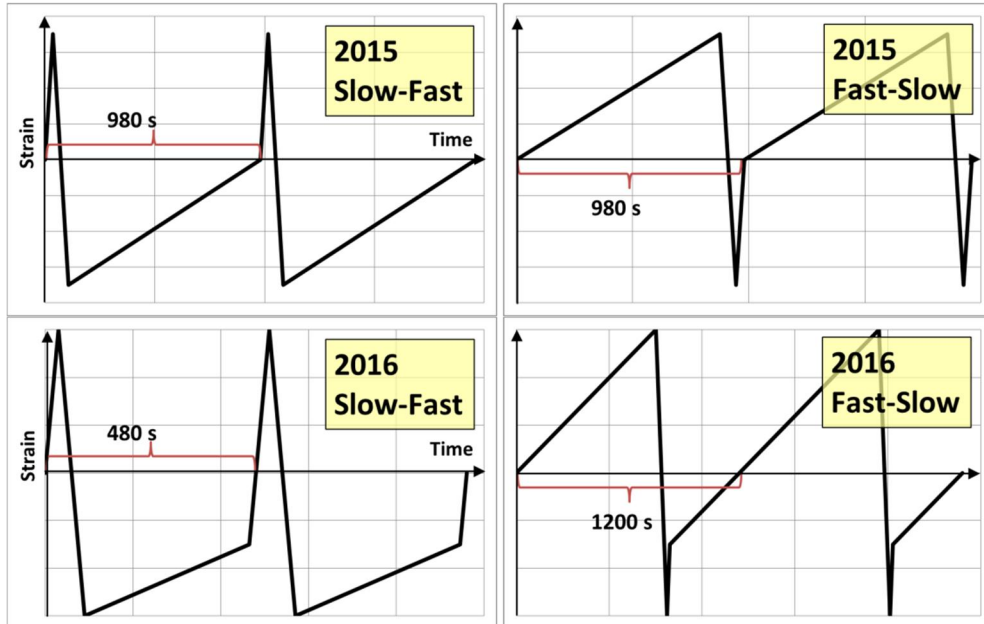 2015
Slow-Fast
980 s
Time
Strain
2015
Fast-Slow
980 s
2016
Slow-Fast
480 s
Time
Strain
2016
Fast-Slow
1200 s